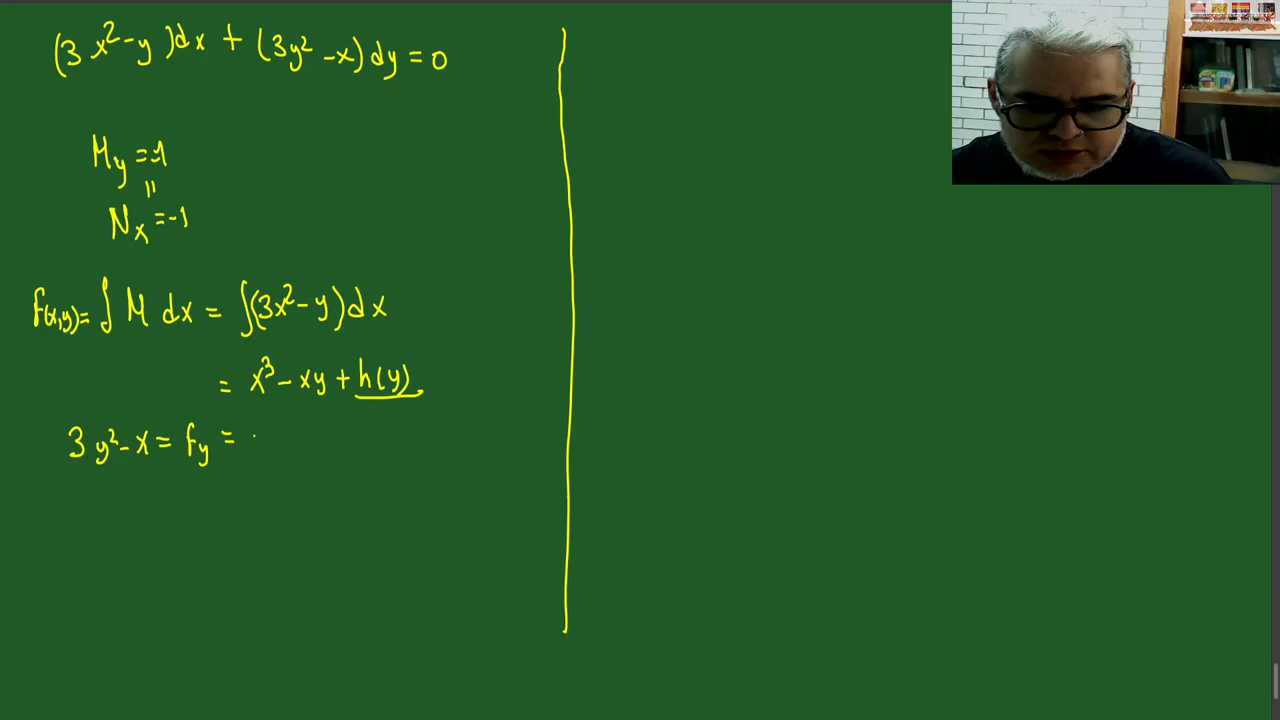 (3x²-y)dx + (3y²-x)dy = 0
My = -1
=
Nx = -1
f(x,y) = ∫ M dx = ∫(3x²-y)dx
= x³ - xy + h(y)
3y² - x = fy =